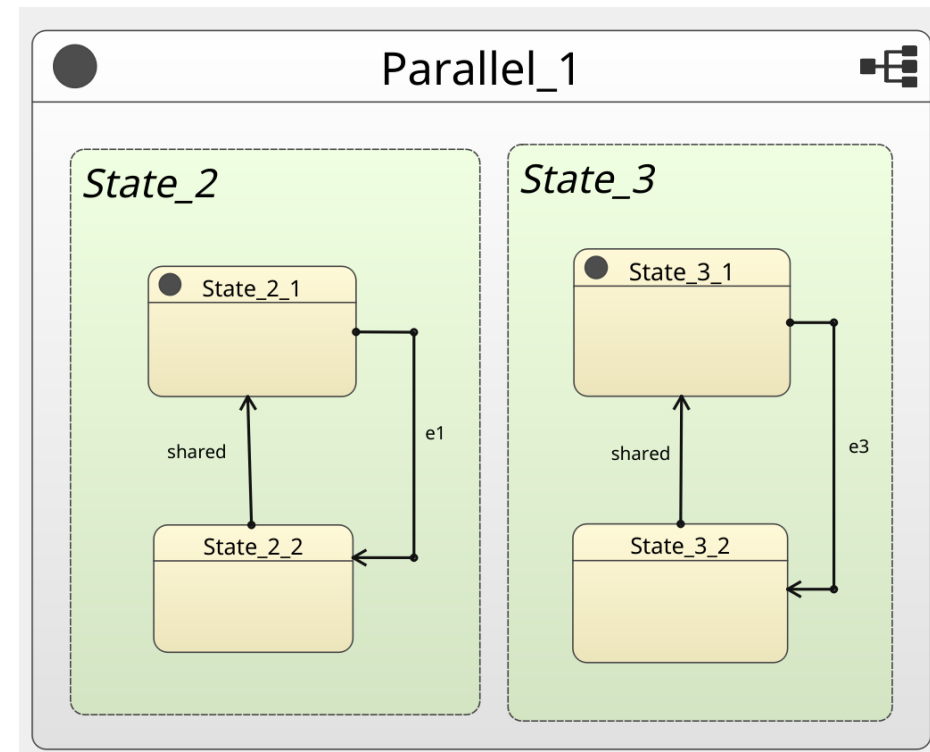 Parallel_1
State_2
State_2_1
e1
shared
State_2_2
State_3
State_3_1
e3
shared
State_3_2